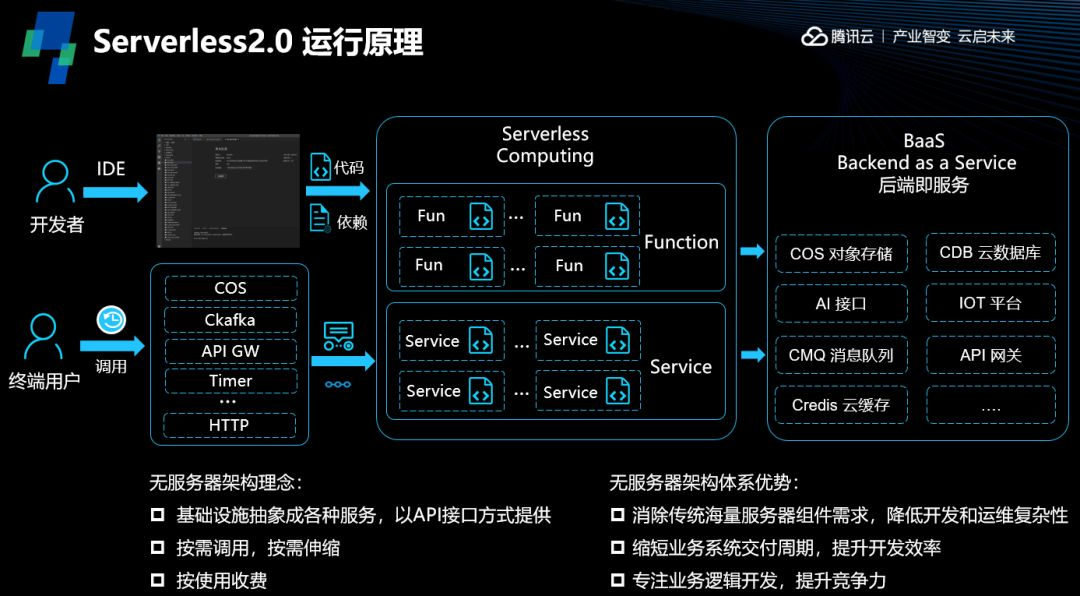 Serverless2.0 运行原理
腾讯云 | 产业智变 云启未来
开发者
IDE
代码
依赖
终端用户
调用
COS
Ckafka
API GW
Timer
...
HTTP
Serverless
Computing
Fun ... Fun
Fun ... Fun
Function
Service ... Service
Service ... Service
Service
BaaS
Backend as a Service
后端即服务
COS 对象存储
CDB 云数据库
AI 接口
IOT 平台
CMQ 消息队列
API 网关
Credis 云缓存
....
无服务器架构理念：
基础设施抽象成各种服务，以API接口方式提供
按需调用，按需伸缩
按使用收费
无服务器架构体系优势：
消除传统海量服务器组件需求，降低开发和运维复杂性
缩短业务系统交付周期，提升开发效率
专注业务逻辑开发，提升竞争力